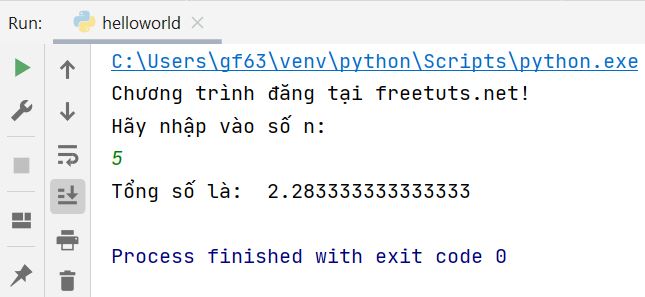 Run: helloworld
C:\Users\gf63\venv\python\Scripts\python.exe
Chương trình đăng tại freetuts.net!
Hãy nhập vào số n:
5
Tổng số là:  2.283333333333333
Process finished with exit code 0